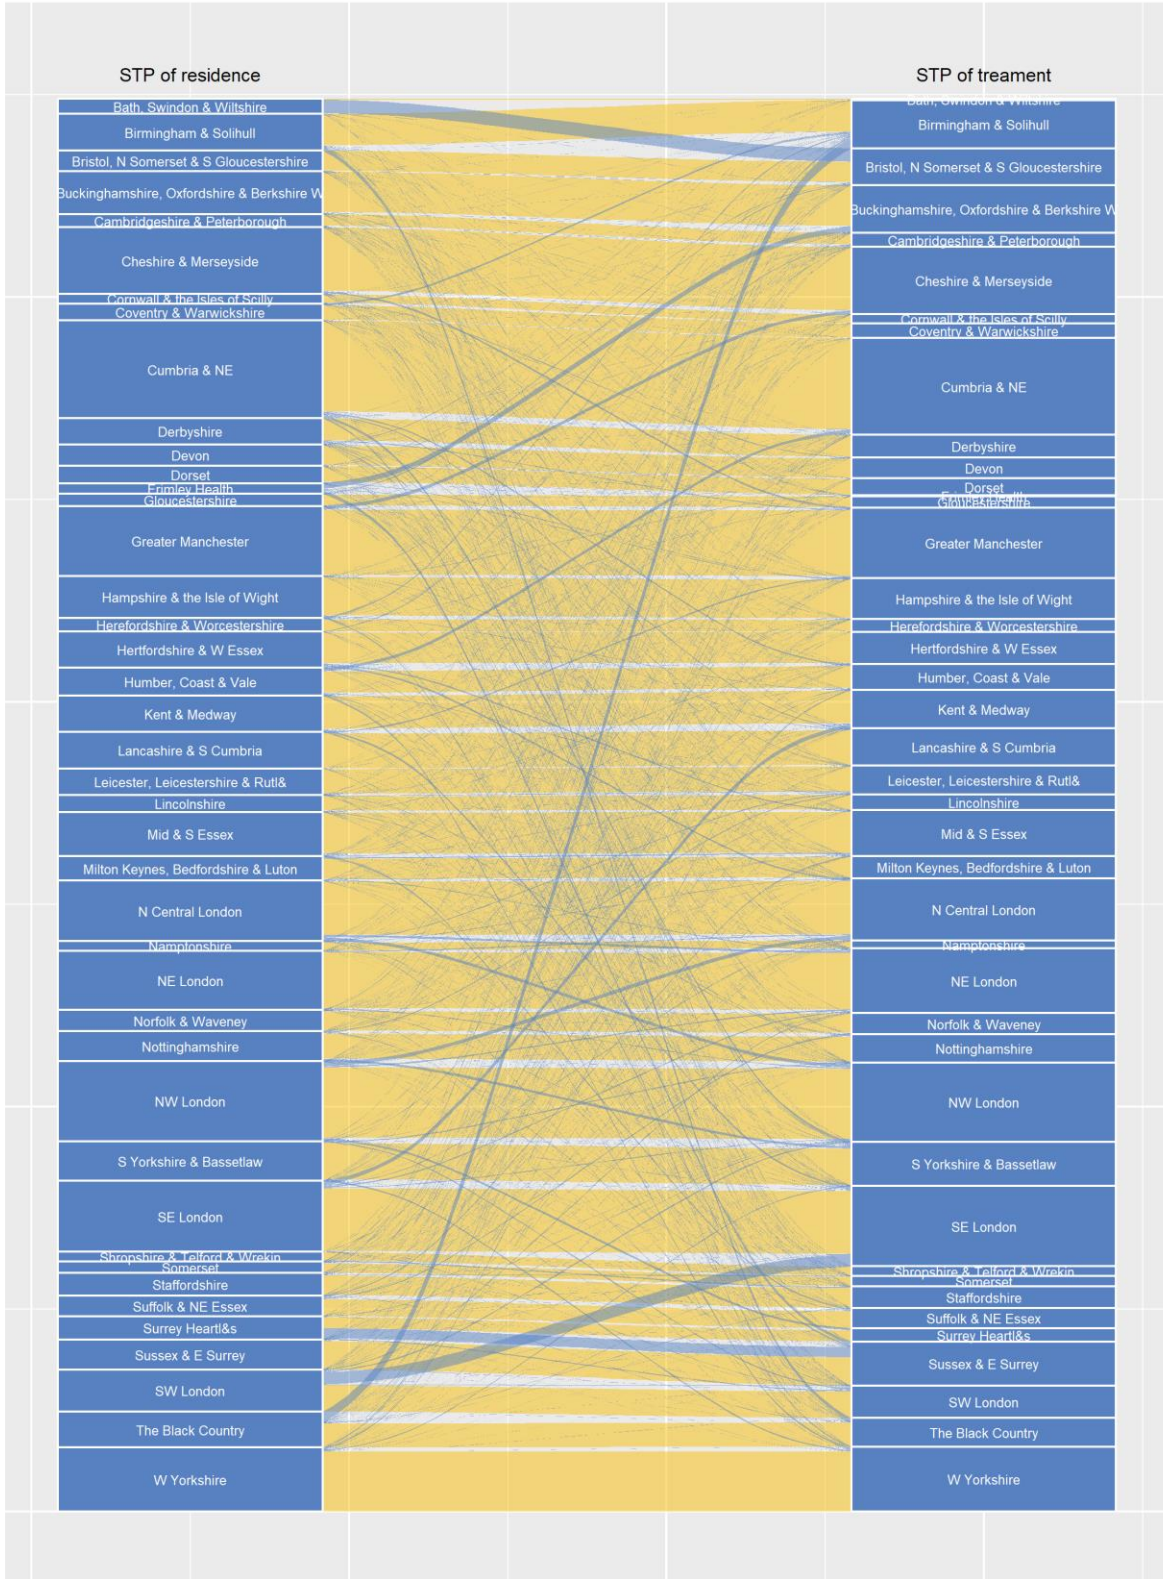 STP of residence
Bath, Swindon & Wiltshire
Birmingham & Solihull
Bristol, N Somerset & S Gloucestershire
Buckinghamshire, Oxfordshire & Berkshire W
Cambridgeshire & Peterborough
Cheshire & Merseyside
Cornwall & the Isles of Scilly
Coventry & Warwickshire
Cumbria & NE
Derbyshire
Devon
Dorset
Frimley Health
Gloucestershire
Greater Manchester
Hampshire & the Isle of Wight
Herefordshire & Worcestershire
Hertfordshire & W Essex
Humber, Coast & Vale
Kent & Medway
Lancashire & S Cumbria
Leicester, Leicestershire & Rutl&
Lincolnshire
Mid & S Essex
Milton Keynes, Bedfordshire & Luton
N Central London
Namptonshire
NE London
Norfolk & Waveney
Nottinghamshire
NW London
S Yorkshire & Bassetlaw
SE London
Shropshire & Telford & Wrekin
Somerset
Staffordshire
Suffolk & NE Essex
Surrey Heartl&s
Sussex & E Surrey
SW London
The Black Country
W Yorkshire
STP of treament
Bath, Swindon & Wiltshire
Birmingham & Solihull
Bristol, N Somerset & S Gloucestershire
Buckinghamshire, Oxfordshire & Berkshire W
Cambridgeshire & Peterborough
Cheshire & Merseyside
Cornwall & the Isles of Scilly
Coventry & Warwickshire
Cumbria & NE
Derbyshire
Devon
Dorset
Frimley Health
Gloucestershire
Greater Manchester
Hampshire & the Isle of Wight
Herefordshire & Worcestershire
Hertfordshire & W Essex
Humber, Coast & Vale
Kent & Medway
Lancashire & S Cumbria
Leicester, Leicestershire & Rutl&
Lincolnshire
Mid & S Essex
Milton Keynes, Bedfordshire & Luton
N Central London
Namptonshire
NE London
Norfolk & Waveney
Nottinghamshire
NW London
S Yorkshire & Bassetlaw
SE London
Shropshire & Telford & Wrekin
Somerset
Staffordshire
Suffolk & NE Essex
Surrey Heartl&s
Sussex & E Surrey
SW London
The Black Country
W Yorkshire